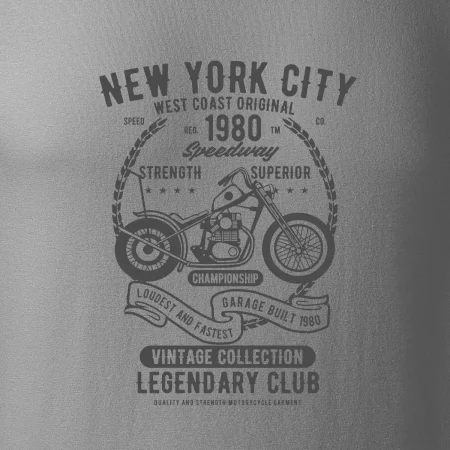 NEW YORK CITY
WEST COAST ORIGINAL
SPEED REG. 1980 TM CO.
Speedway
STRENGTH SUPERIOR
CHAMPIONSHIP
LOUDEST AND FASTEST GARAGE BUILT 1980
VINTAGE COLLECTION
LEGENDARY CLUB
QUALITY AND STRENGTH MOTORYCYCLE GARMENT